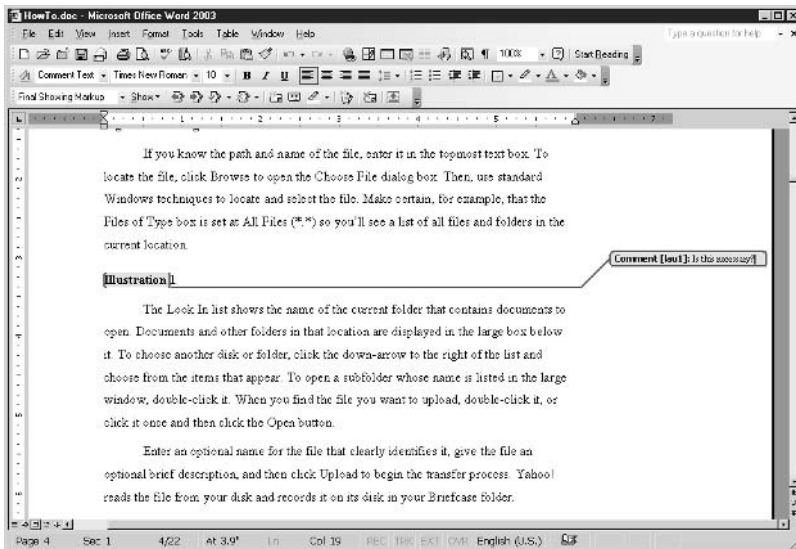 HowTo.doc - Microsoft Office Word 2003
File Edit View Insert Format Tools Table Window Help Type a question for help
100% Start Reading
Comment Text Times New Roman 10 B I U A
Final Showing Markup Show
1 2 3 4 5 7
If you know the path and name of the file, enter it in the topmost text box. To
locate the file, click Browse to open the Choose File dialog box. Then, use standard
Windows techniques to locate and select the file. Make certain, for example, that the
Files of Type box is set at All Files (*.*) so you'll see a list of all files and folders in the
current location.
Comment [lau1]: Is this necessary?
Illustration 1
The Look In list shows the name of the current folder that contains documents to
open. Documents and other folders in that location are displayed in the large box below
it. To choose another disk or folder, click the down-arrow to the right of the list and
choose from the items that appear. To open a subfolder whose name is listed in the large
window, double-click it. When you find the file you want to upload, double-click it, or
click it once and then click the Open button.
Enter an optional name for the file that clearly identifies it, give the file an
optional brief description, and then click Upload to begin the transfer process. Yahoo!
reads the file from your disk and records it on its disk in your Briefcase folder.
Page 4 Sec 1 4/22 At 3.9" Ln Col 19 REC TRK EXT OVR English (U.S.)